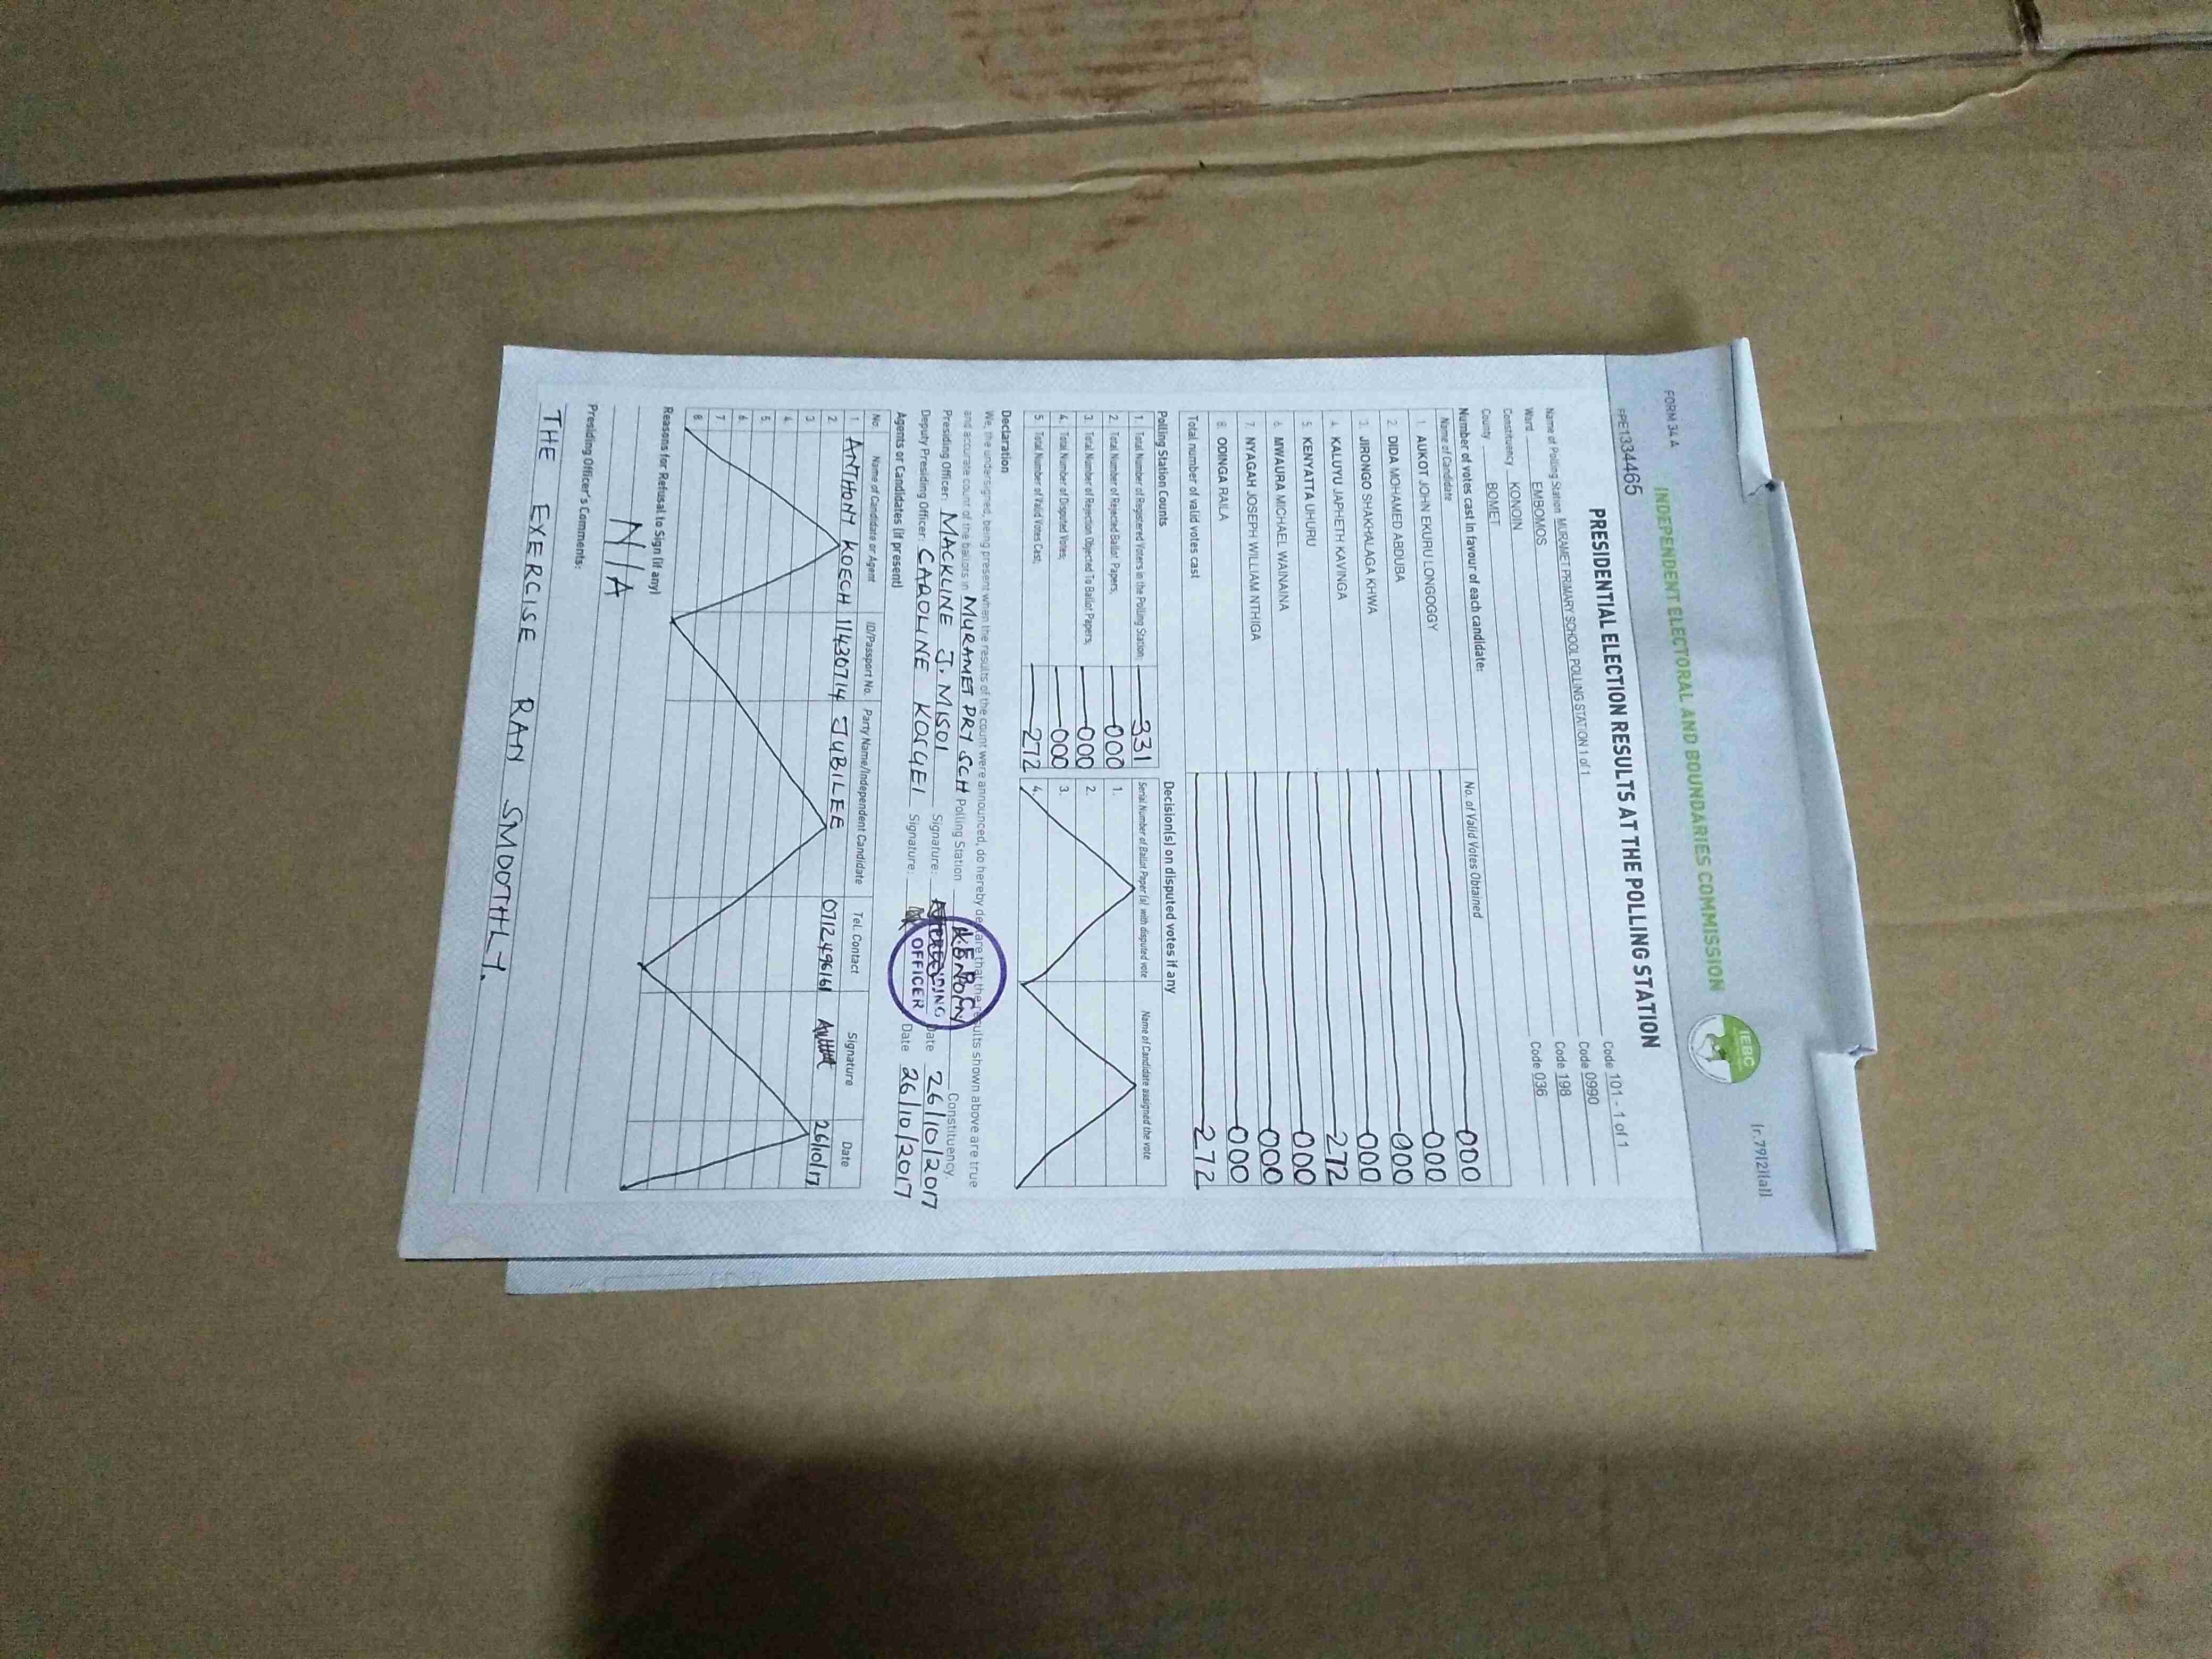 FORM 34 A
(r.79(2)(a))
INDEPENDENT ELECTORAL AND BOUNDARIES COMMISSION
IEBC
PPE1334465
PRESIDENTIAL ELECTION RESULTS AT THE POLLING STATION
Name of Polling Station MURAMET PRIMARY SCHOOL POLLING STATION 1 of 1 Code 101 - 1 of 1
Ward EMBOMOS Code 0990
Constituency KONOIN Code 198
County BOMET Code 036
Number of votes cast in favour of each candidate:
Name of Candidate No. of Valid Votes Obtained
1. AUKOT JOHN EKURU LONGOGGY 000
2. DIDA MOHAMED ABDUBA 000
3. JIRONGO SHAKHALAGA KHWA 000
4. KALUYU JAPHETH KAVINGA 000
5. KENYATTA UHURU 272
6. MWAURA MICHAEL WAINAINA 000
7. NYAGAH JOSEPH WILLIAM NTHIGA 000
8. ODINGA RAILA 000
Total number of valid votes cast 272
Polling Station Counts Decision(s) on disputed votes if any
1. Total Number of Registered Voters in the Polling Station; 331 Serial Number of Ballot Paper (s) with disputed vote Name of Candidate assigned the vote
2. Total Number of Rejected Ballot Papers; 000 1.
3. Total Number of Rejection Objected To Ballot Papers; 000 2.
4. Total Number of Disputed Votes; 000 3.
5. Total Number of Valid Votes Cast; 272 4.
Declaration
We, the undersigned, being present when the results of the count were announced, do hereby declare that the results shown above are true
and accurate count of the ballots in MURAMET PRY SCH Polling Station KONOIN Constituency.
Presiding Officer: MACKLINE J. MISOI Signature: Date 26/10/2017
Deputy Presiding Officer: CAROLINE KOSGEI Signature: Date 26/10/2017
I.E.B.C
PRESIDING
OFFICER
Agents or Candidates (if present)
No. Name of Candidate or Agent ID/Passport No. Party Name/Independent Candidate Tel. Contact Signature Date
1 ANTHONY KOECH 11430714 JUBILEE 0712496161 26/10/17
2.
3
4.
5.
6.
7
8.
Reasons for Refusal to Sign (if any)
N/A
Presiding Officer's Comments:
THE EXERCISE RAN SMOOTHLY.